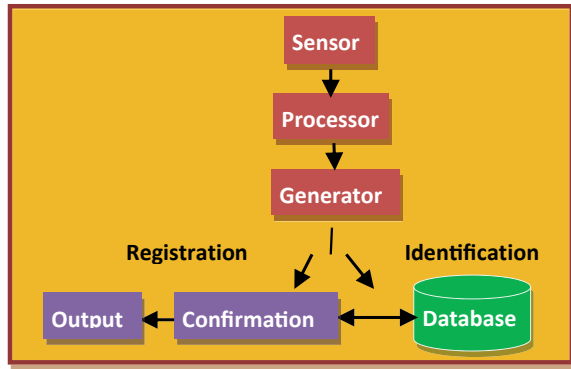 Sensor
Processor
Generator
Registration
Identification
Output
Confirmation
Database